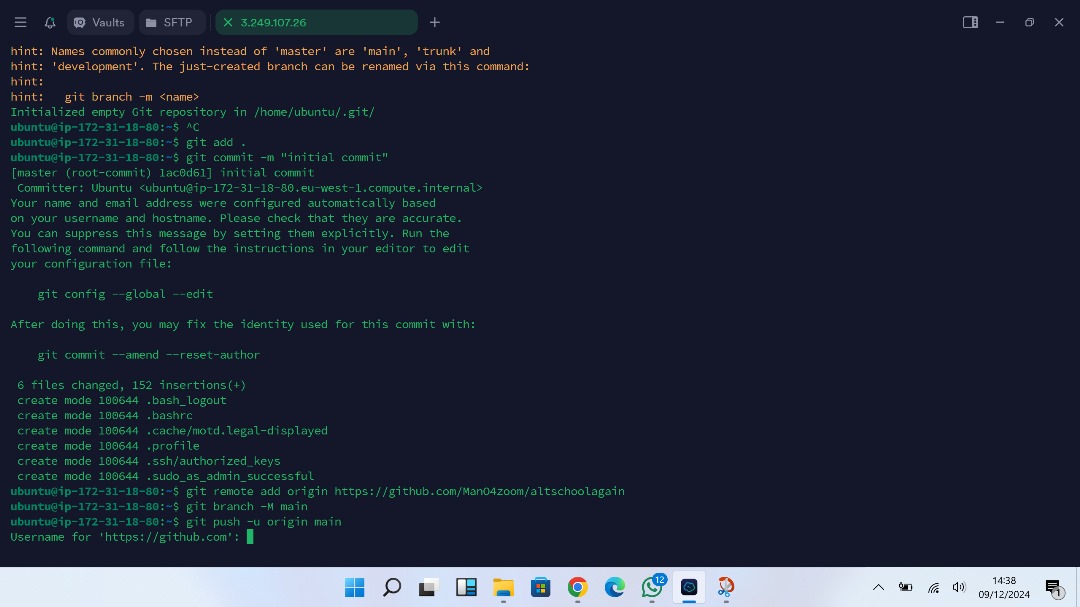 Vaults
SFTP
3.249.107.26
hint: Names commonly chosen instead of 'master' are 'main', 'trunk' and
hint: 'development'. The just-created branch can be renamed via this command:
hint:
hint:   git branch -m <name>
Initialized empty Git repository in /home/ubuntu/.git/
ubuntu@ip-172-31-18-80:~$ ^C
ubuntu@ip-172-31-18-80:~$ git add .
ubuntu@ip-172-31-18-80:~$ git commit -m "initial commit"
[master (root-commit) 1ac0d61] initial commit
 Committer: Ubuntu <ubuntu@ip-172-31-18-80.eu-west-1.compute.internal>
Your name and email address were configured automatically based
on your username and hostname. Please check that they are accurate.
You can suppress this message by setting them explicitly. Run the
following command and follow the instructions in your editor to edit
your configuration file:
    git config --global --edit
After doing this, you may fix the identity used for this commit with:
    git commit --amend --reset-author
 6 files changed, 152 insertions(+)
 create mode 100644 .bash_logout
 create mode 100644 .bashrc
 create mode 100644 .cache/motd.legal-displayed
 create mode 100644 .profile
 create mode 100644 .ssh/authorized_keys
 create mode 100644 .sudo_as_admin_successful
ubuntu@ip-172-31-18-80:~$ git remote add origin https://github.com/ManO4zoom/altschoolagain
ubuntu@ip-172-31-18-80:~$ git branch -M main
ubuntu@ip-172-31-18-80:~$ git push -u origin main
Username for 'https://github.com':
12
14:38
09/12/2024
1